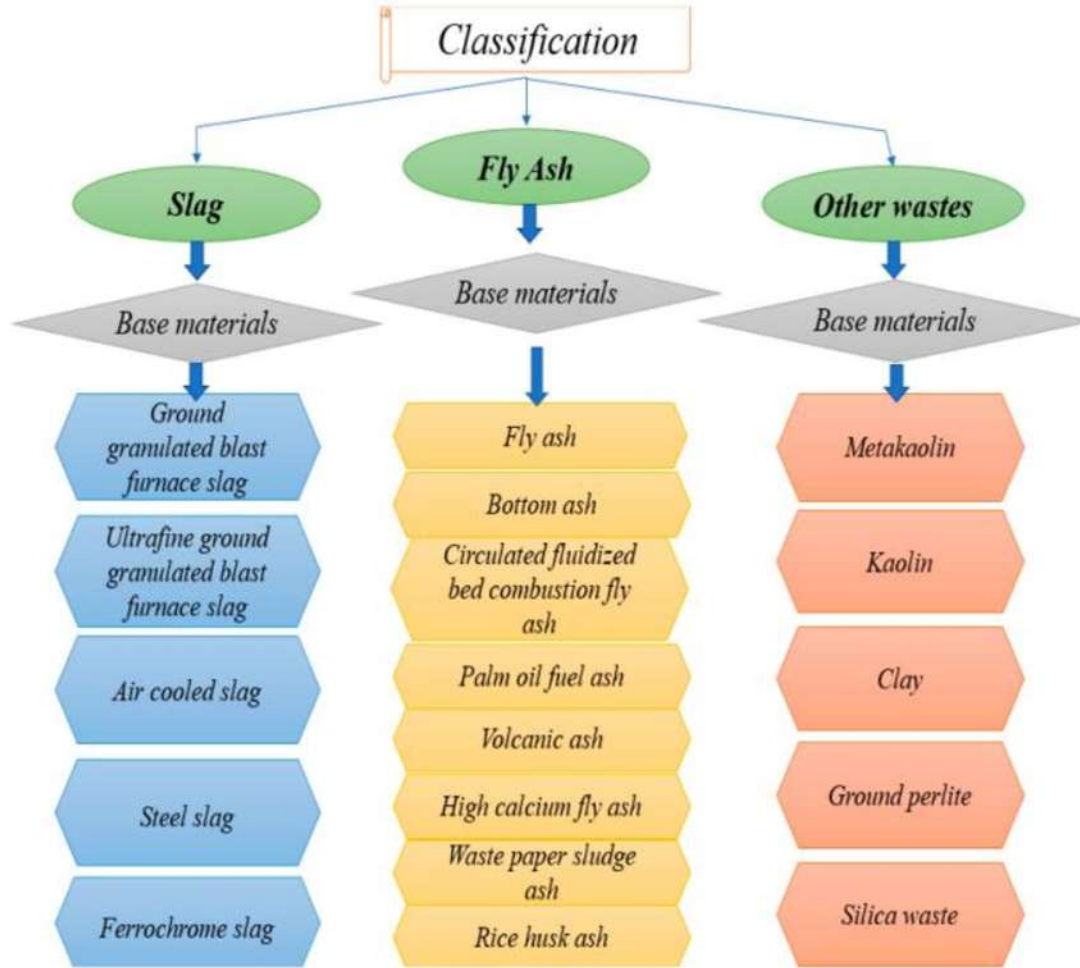 Classification
Slag
Fly Ash
Other wastes
Base materials
Base materials
Base materials
Ground
granulated blast
furnace slag
Ultrafine ground
granulated blast
furnace slag
Air cooled slag
Steel slag
Ferrochrome slag
Fly ash
Bottom ash
Circulated fluidized
bed combustion fly
ash
Palm oil fuel ash
Volcanic ash
High calcium fly ash
Waste paper sludge
ash
Rice husk ash
Metakaolin
Kaolin
Clay
Ground perlite
Silica waste